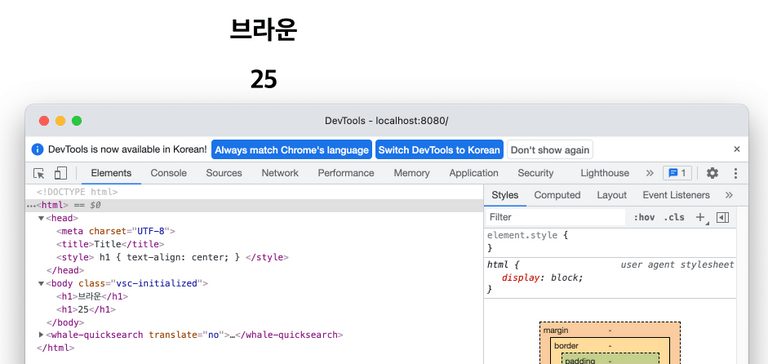 브라운
25
DevTools - localhost:8080/
DevTools is now available in Korean! Always match Chrome's language Switch DevTools to Korean Don't show again ×
Elements Console Sources Network Performance Memory Application Security Lighthouse » 1
Styles Computed Layout Event Listeners »
Filter :hov .cls +
<!DOCTYPE html>
···<html> == $0
▼<head>
<meta charset="UTF-8">
<title>Title</title>
<style> h1 { text-align: center; } </style>
</head>
▼<body class="vsc-initialized">
<h1>브라운</h1>
<h1>25</h1>
</body>
▶<whale-quicksearch translate="no">…</whale-quicksearch>
</html>
element.style {
}
html { user agent stylesheet
display: block;
}
margin -
border -
padding -